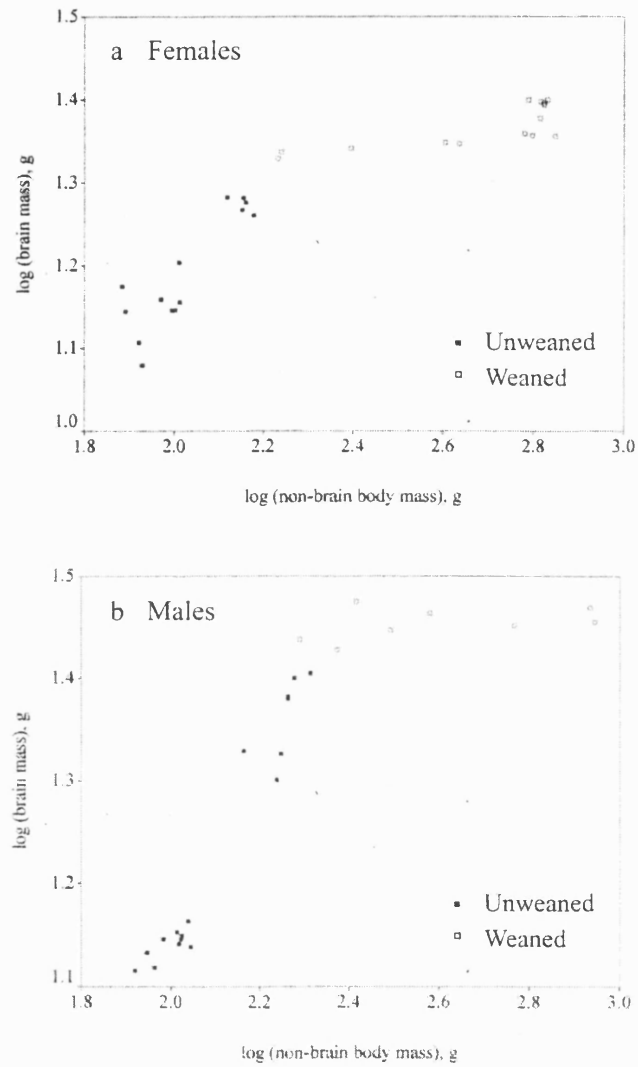 1.5
a Females
1.4
1.3
1.2
1.1
1.0
log (brain mass), g
Unweaned
Weaned
1.8 2.0 2.2 2.4 2.6 2.8 3.0
log (non-brain body mass), g
1.5
b Males
1.4
1.3
1.2
1.1
log (brain mass), g
Unweaned
Weaned
1.8 2.0 2.2 2.4 2.6 2.8 3.0
log (non-brain body mass), g